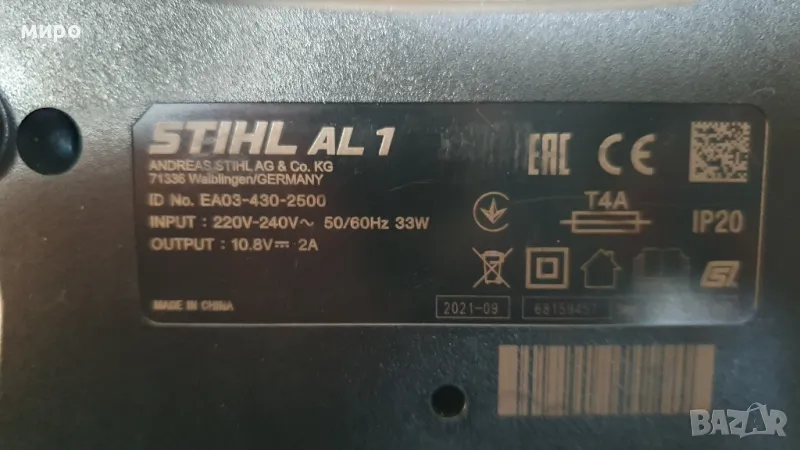 миро
STIHL AL 1
ANDREAS STIHL AG & Co. KG
71336 Waiblingen/GERMANY
ID No. EA03-430-2500
INPUT : 220V-240V~ 50/60Hz 33W
OUTPUT : 10.8V⎓ 2A
MADE IN CHINA
EAC CE
T4A
IP20
2021-09
BAZAR